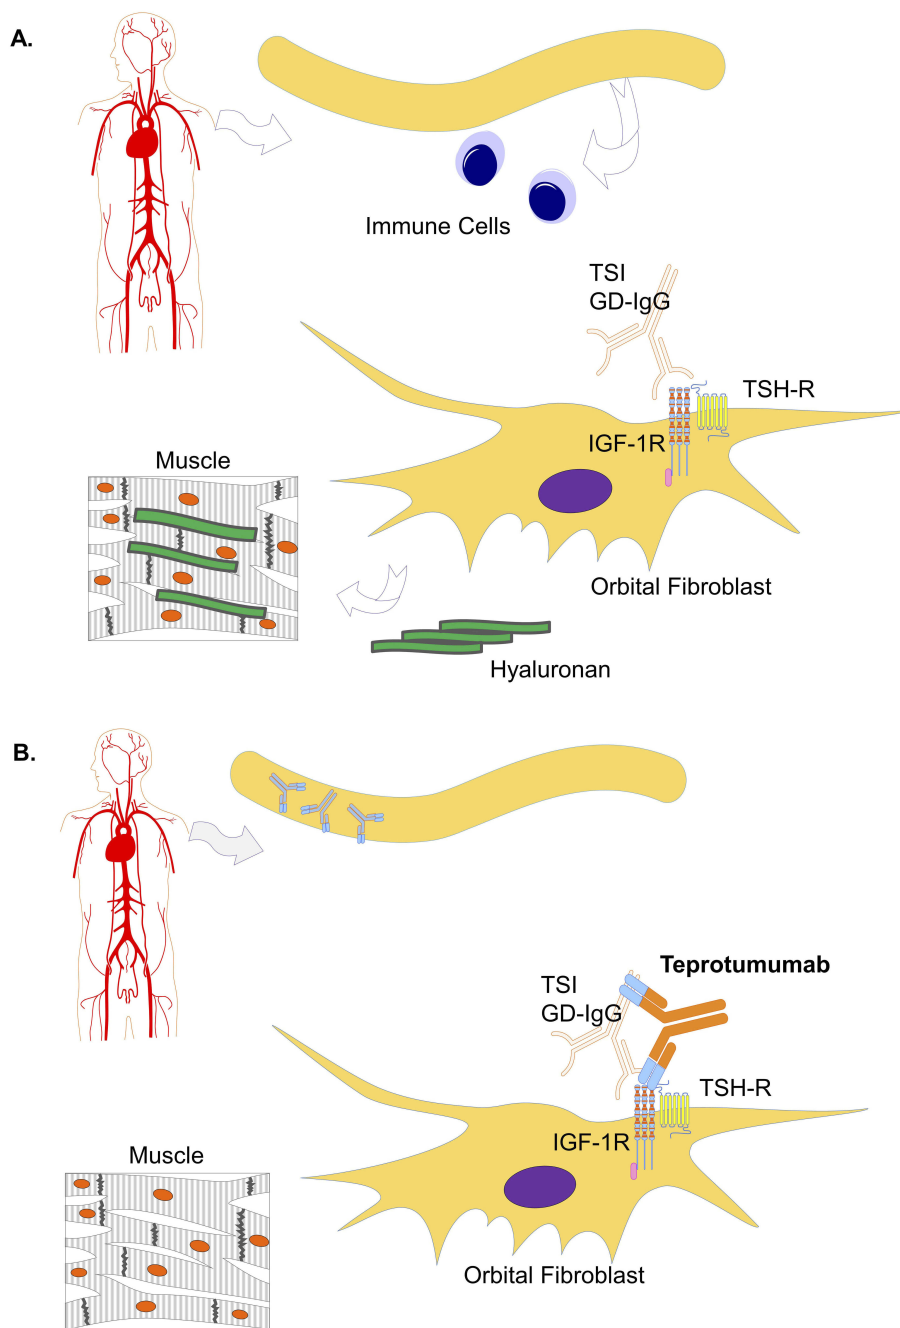 A.
Immune Cells
TSI
GD-IgG
TSH-R
IGF-1R
Muscle
Orbital Fibroblast
Hyaluronan
B.
Teprotumumab
TSI
GD-IgG
TSH-R
IGF-1R
Muscle
Orbital Fibroblast